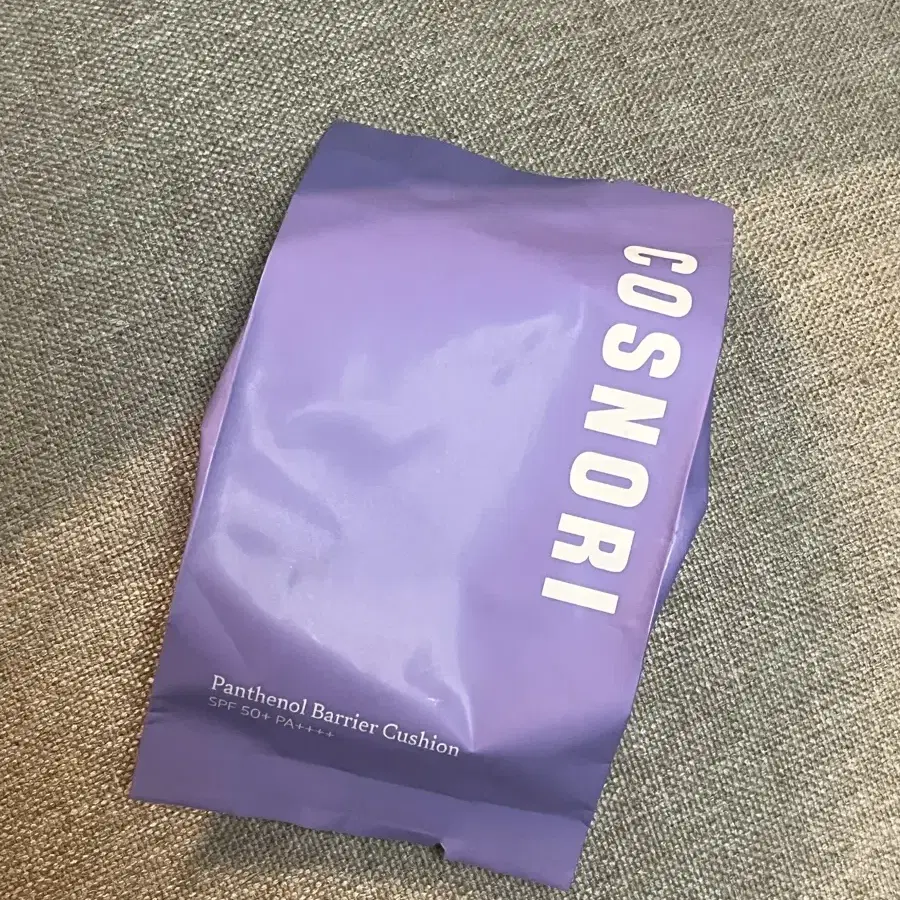 COSNORI
Panthenol Barrier Cushion
SPF 50+ PA++++